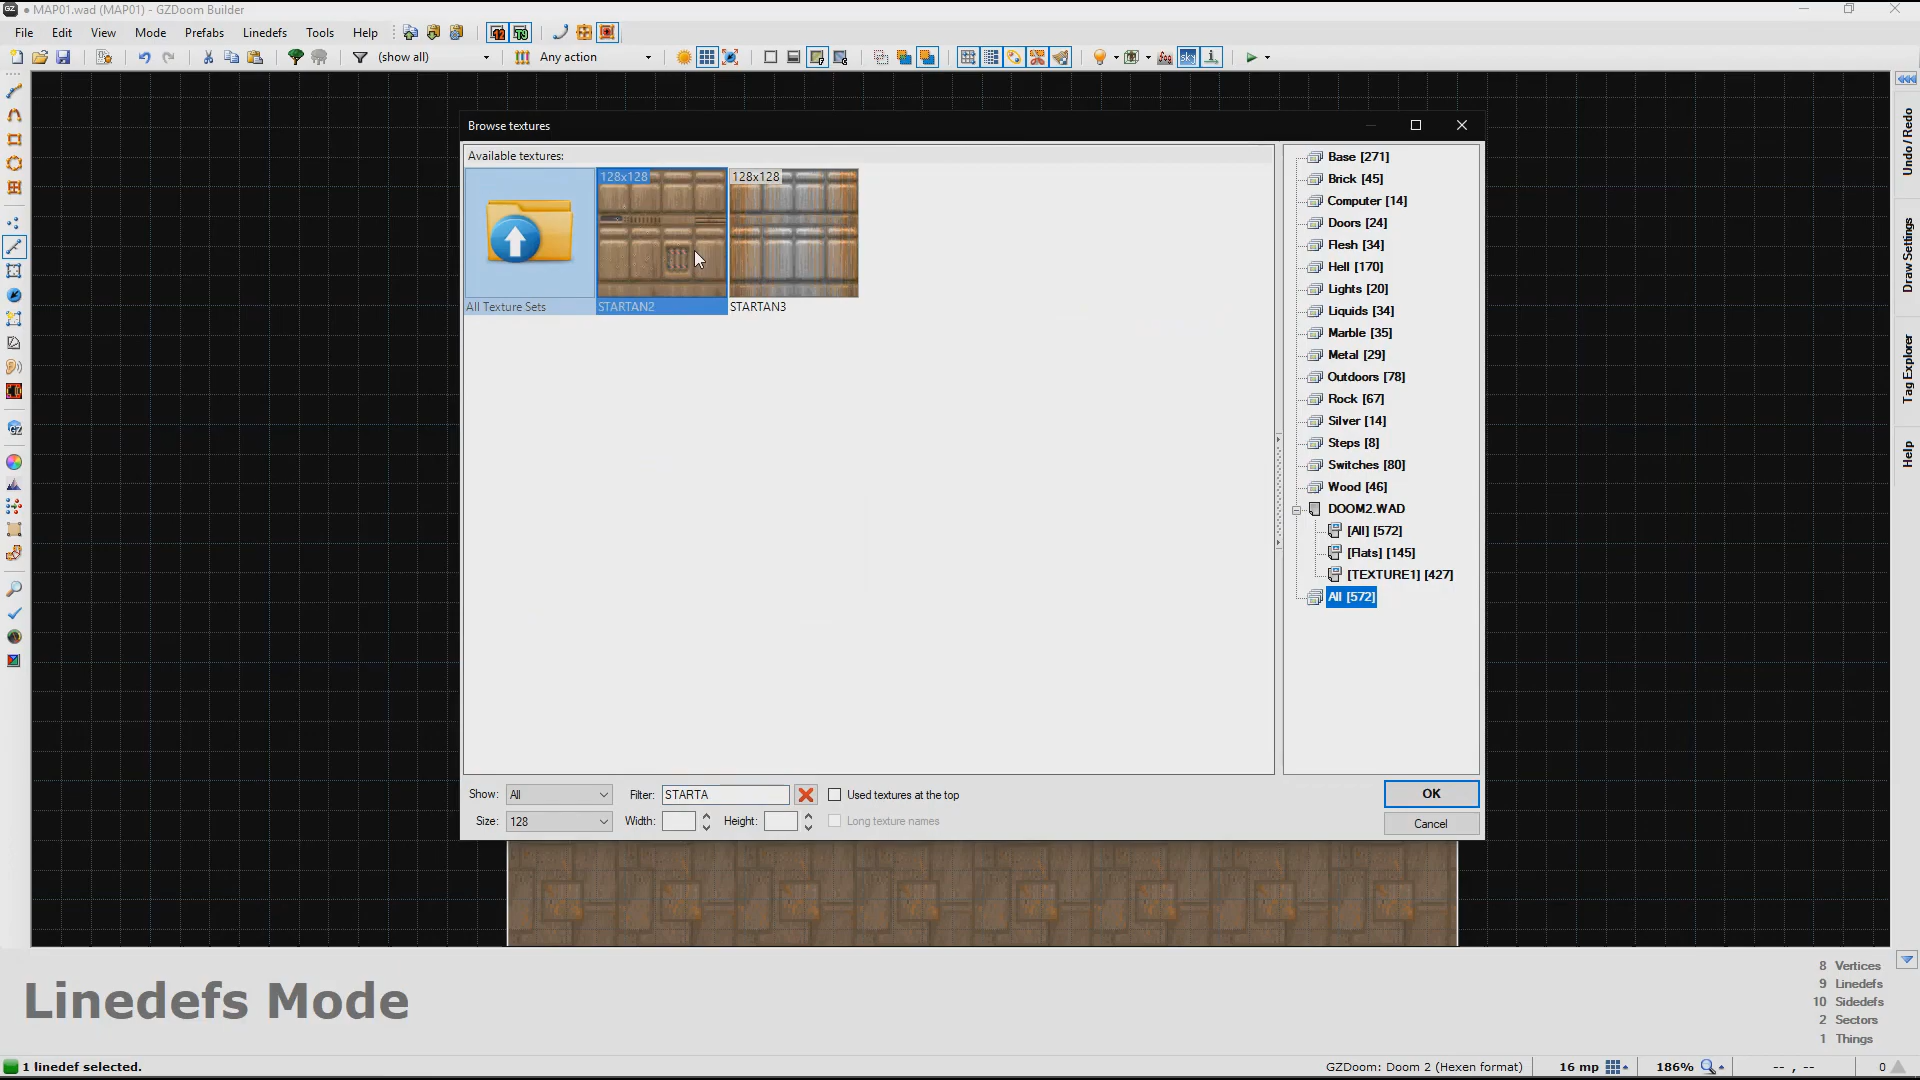 MAP01.wad (MAP01) - GZDoom Builder
File Edit View Mode Prefabs Linedefs Tools Help
(show all) Any action
Browse textures
Available textures:
128x128 128x128
All Texture Sets STARTAN2 STARTAN3
Base [271]
Brick [45]
Computer [14]
Doors [24]
Flesh [34]
Hell [170]
Lights [20]
Liquids [34]
Marble [35]
Metal [29]
Outdoors [78]
Rock [67]
Silver [14]
Steps [8]
Switches [80]
Wood [46]
DOOM2.WAD
[All] [572]
[Flats] [145]
[TEXTURE1] [427]
All [572]
Show: All Filter: STARTA Used textures at the top
Size: 128 Width: Height: Long texture names
OK
Cancel
Undo / Redo
Draw Settings
Tag Explorer
Help
Linedefs Mode
8 Vertices
9 Linedefs
10 Sidedefs
2 Sectors
1 Things
1 linedef selected. GZDoom: Doom 2 (Hexen format) 16 mp 186% -- , -- 0